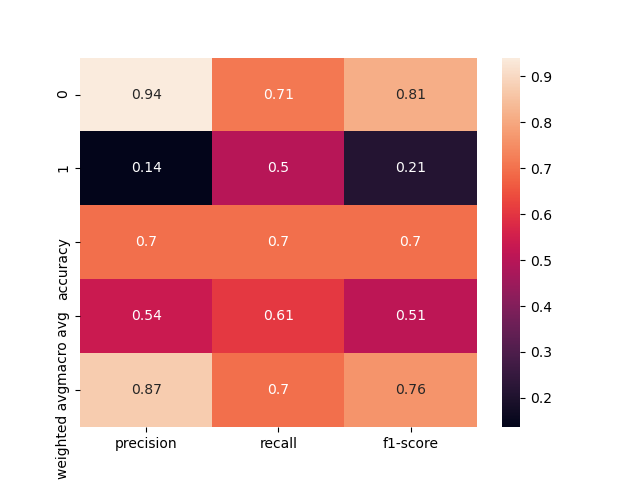 0 0.94 0.71 0.81
1 0.14 0.5 0.21
accuracy 0.7 0.7 0.7
macro avg 0.54 0.61 0.51
weighted avg 0.87 0.7 0.76
precision recall f1-score
0.9
0.8
0.7
0.6
0.5
0.4
0.3
0.2